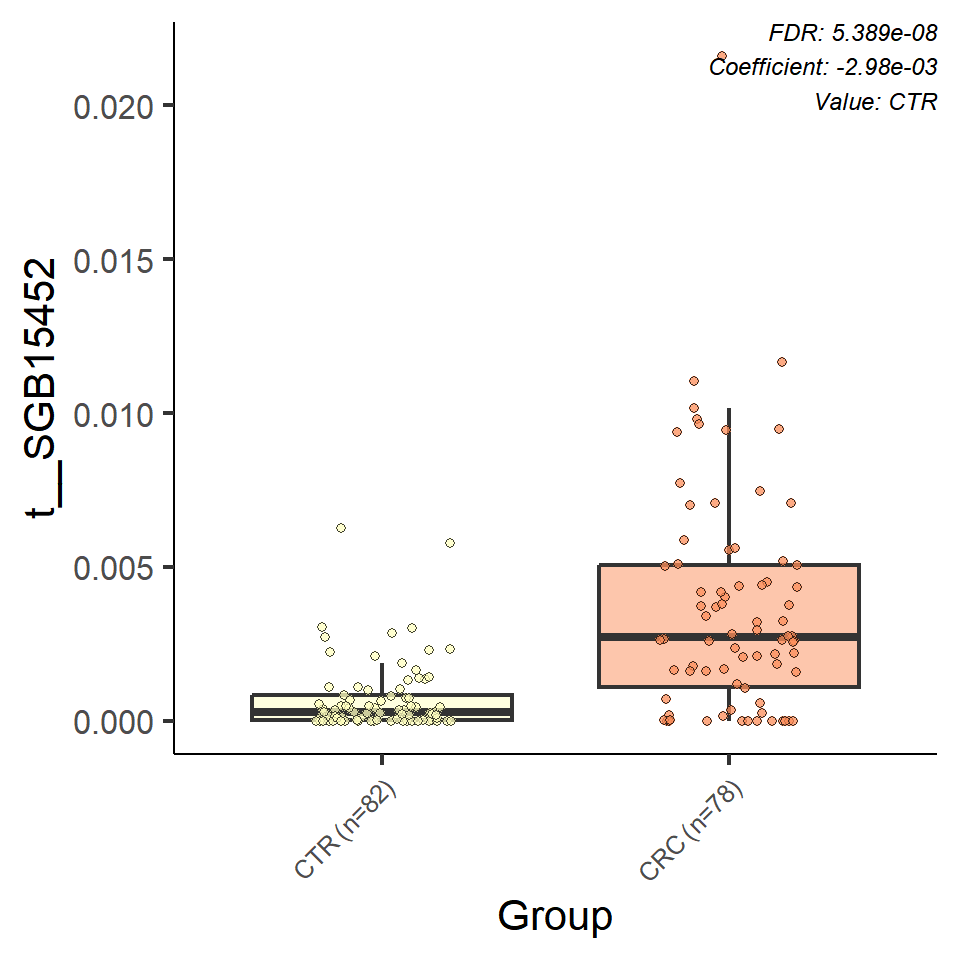 FDR: 5.389e-08
Coefficient: -2.98e-03
Value: CTR
0.020
0.015
0.010
0.005
0.000
t__SGB15452
CTR (n=82)
CRC (n=78)
Group